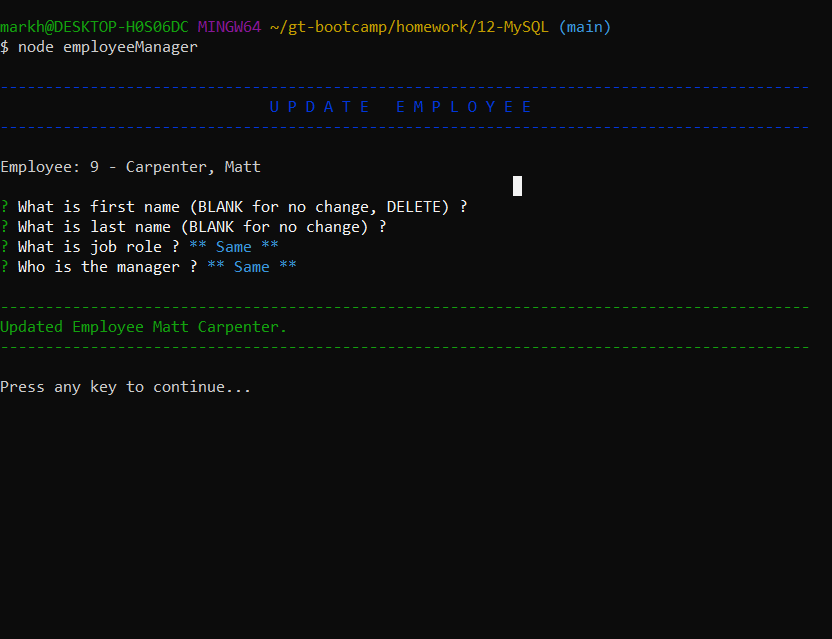 markh@DESKTOP-H0S06DC MINGW64 ~/gt-bootcamp/homework/12-MySQL (main)
$ node employeeManager
------------------------------------------------------------------------------------------
U P D A T E   E M P L O Y E E
------------------------------------------------------------------------------------------
Employee: 9 - Carpenter, Matt
? What is first name (BLANK for no change, DELETE) ?
? What is last name (BLANK for no change) ?
? What is job role ? ** Same **
? Who is the manager ? ** Same **
------------------------------------------------------------------------------------------
Updated Employee Matt Carpenter.
------------------------------------------------------------------------------------------
Press any key to continue...